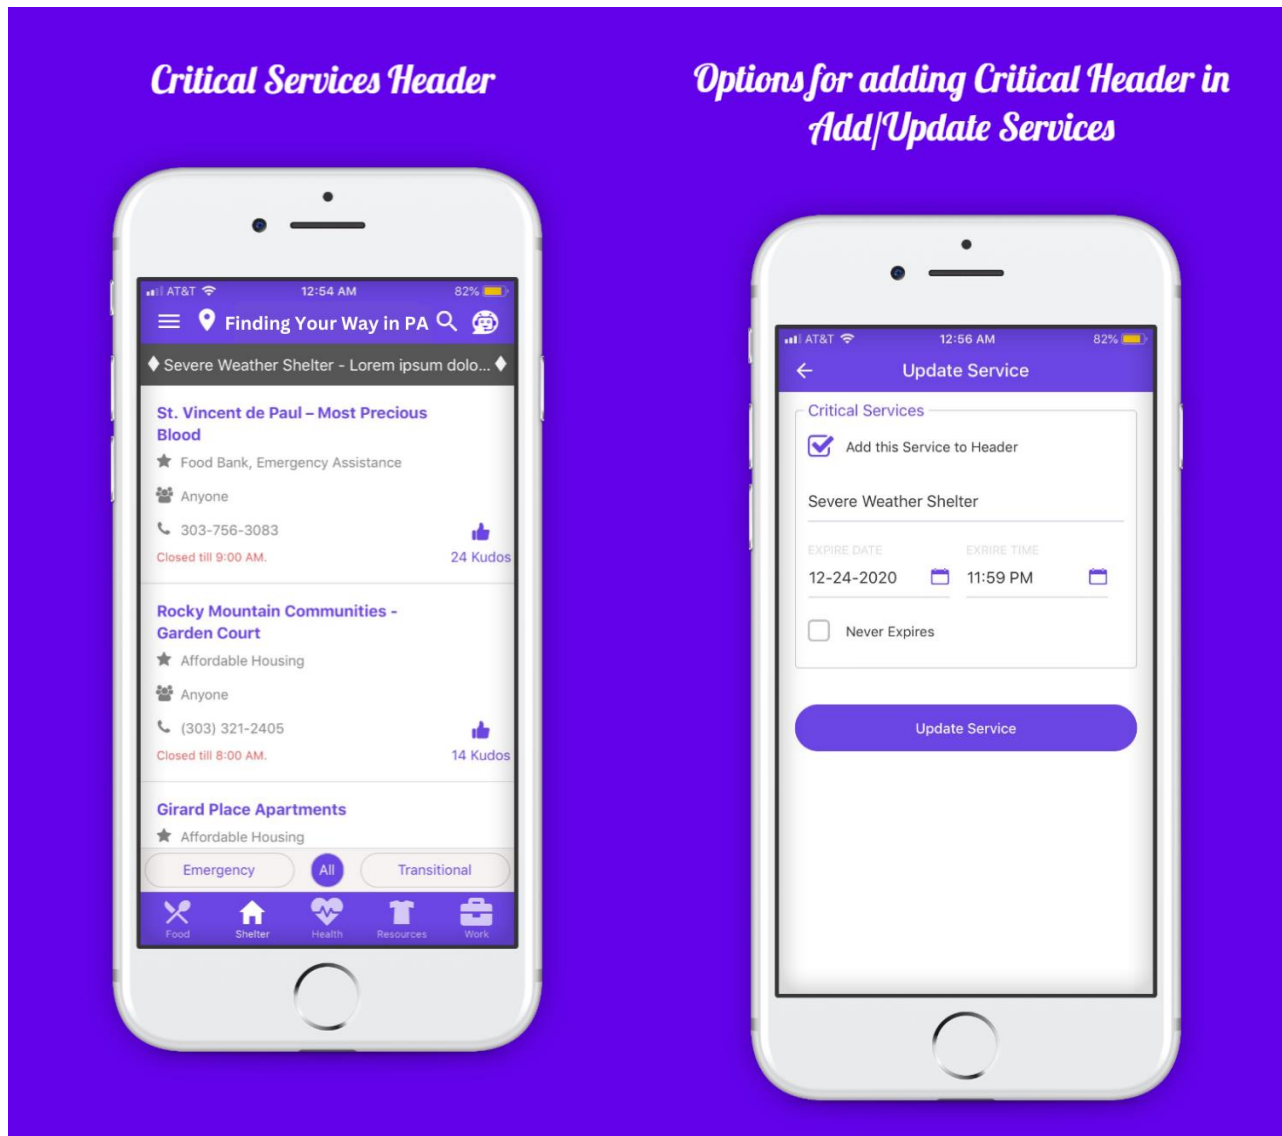 Critical Services Header
AT&T 12:54 AM 82%
Finding Your Way in PA
Severe Weather Shelter - Lorem ipsum dolo...
St. Vincent de Paul – Most Precious
Blood
Food Bank, Emergency Assistance
Anyone
303-756-3083
Closed till 9:00 AM.
24 Kudos
Rocky Mountain Communities -
Garden Court
Affordable Housing
Anyone
(303) 321-2405
Closed till 8:00 AM.
14 Kudos
Girard Place Apartments
Affordable Housing
Emergency All Transitional
Food Shelter Health Resources Work
Options for adding Critical Header in
Add/Update Services
AT&T 12:56 AM 82%
Update Service
Critical Services
Add this Service to Header
Severe Weather Shelter
EXPIRE DATE EXRIRE TIME
12-24-2020 11:59 PM
Never Expires
Update Service